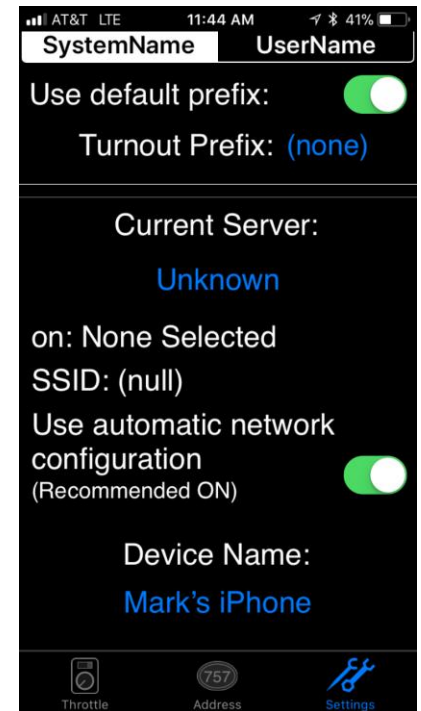 AT&T LTE 11:44 AM 41%
SystemName UserName
Use default prefix:
Turnout Prefix: (none)
Current Server:
Unknown
on: None Selected
SSID: (null)
Use automatic network
configuration
(Recommended ON)
Device Name:
Mark's iPhone
757
Throttle Address Settings